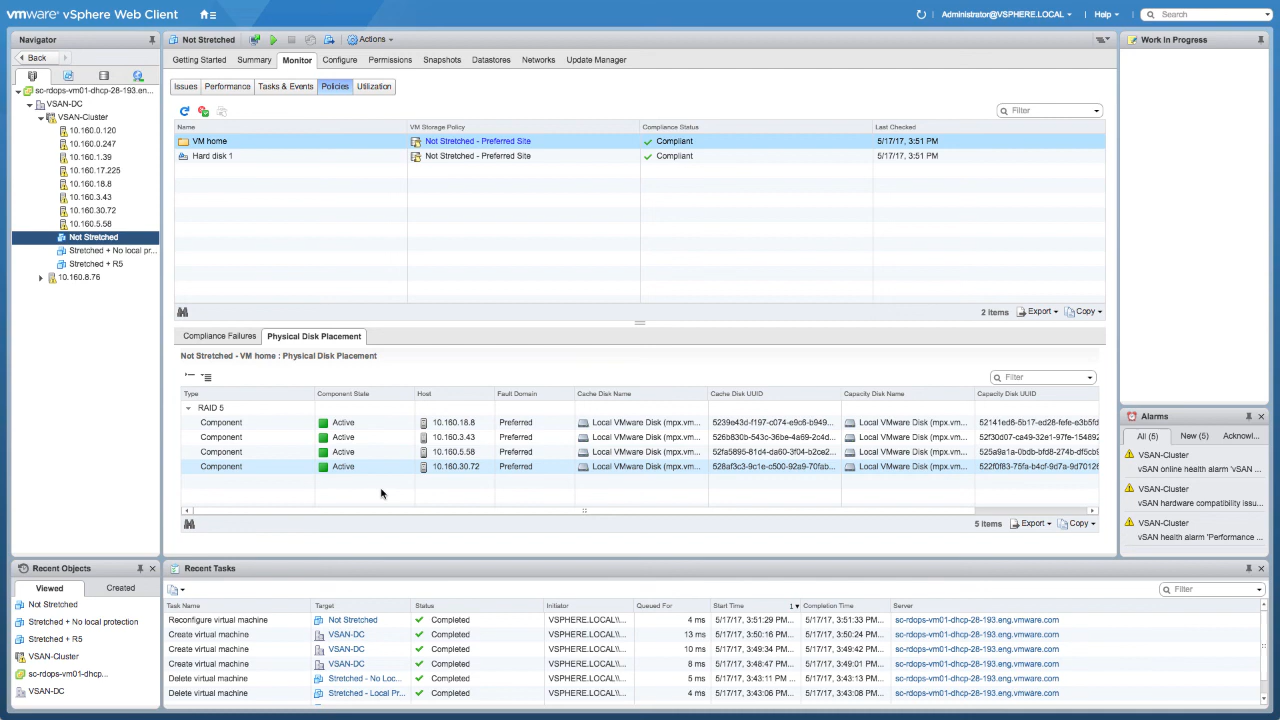 vmware® vSphere Web Client
Administrator@VSPHERE.LOCAL
Help
Search
Navigator
Back
sc-rdops-vm01-dhcp-28-193.en...
VSAN-DC
VSAN-Cluster
10.160.0.120
10.160.0.247
10.160.1.39
10.160.17.225
10.160.18.8
10.160.3.43
10.160.30.72
10.160.5.58
Not Stretched
Stretched + No local pr...
Stretched + R5
10.160.8.76
Not Stretched
Actions
Getting Started Summary Monitor Configure Permissions Snapshots Datastores Networks Update Manager
Issues Performance Tasks & Events Policies Utilization
Filter
Name VM Storage Policy Compliance Status Last Checked
VM home Not Stretched - Preferred Site Compliant 5/17/17, 3:51 PM
Hard disk 1 Not Stretched - Preferred Site Compliant 5/17/17, 3:51 PM
2 items Export Copy
Compliance Failures Physical Disk Placement
Not Stretched - VM home : Physical Disk Placement
Filter
Type Component State Host Fault Domain Cache Disk Name Cache Disk UUID Capacity Disk Name Capacity Disk UUID
RAID 5
Component Active 10.160.18.8 Preferred Local VMware Disk (mpx.vm... 5239e43d-f197-c074-e9c6-b949... Local VMware Disk (mpx.vm... 52141ed8-5b17-ed28-fefe-e3b5fd
Component Active 10.160.3.43 Preferred Local VMware Disk (mpx.vm... 526b830b-543c-36be-4a69-2c4d... Local VMware Disk (mpx.vm... 52f30d07-ca49-32e1-97fe-154892
Component Active 10.160.5.58 Preferred Local VMware Disk (mpx.vm... 52fa5895-81d4-da60-3f04-b2ce2... Local VMware Disk (mpx.vm... 525a9a1a-0bdb-bfd8-274b-df5cb9
Component Active 10.160.30.72 Preferred Local VMware Disk (mpx.vm... 528af3c3-9c1e-c500-92a9-70fab... Local VMware Disk (mpx.vm... 522f0f83-75fa-b4cf-9d7a-9d7012б
5 items Export Copy
Work In Progress
Alarms
All (5) New (5) Acknowl...
VSAN-Cluster
vSAN online health alarm 'vSAN ...
VSAN-Cluster
vSAN hardware compatibility issu...
VSAN-Cluster
vSAN health alarm 'Performance ...
Recent Objects
Viewed Created
Not Stretched
Stretched + No local protection
Stretched + R5
VSAN-Cluster
sc-rdops-vm01-dhcp-...
VSAN-DC
Recent Tasks
Filter
Task Name Target Status Initiator Queued For Start Time 1 Completion Time Server
Reconfigure virtual machine Not Stretched Completed VSPHERE.LOCAL\\... 4 ms 5/17/17, 3:51:29 PM... 5/17/17, 3:51:33 PM... sc-rdops-vm01-dhcp-28-193.eng.vmware.com
Create virtual machine VSAN-DC Completed VSPHERE.LOCAL\\... 13 ms 5/17/17, 3:50:16 PM... 5/17/17, 3:50:24 PM... sc-rdops-vm01-dhcp-28-193.eng.vmware.com
Create virtual machine VSAN-DC Completed VSPHERE.LOCAL\\... 10 ms 5/17/17, 3:49:34 PM... 5/17/17, 3:49:42 PM... sc-rdops-vm01-dhcp-28-193.eng.vmware.com
Create virtual machine VSAN-DC Completed VSPHERE.LOCAL\\... 8 ms 5/17/17, 3:48:47 PM... 5/17/17, 3:49:01 PM... sc-rdops-vm01-dhcp-28-193.eng.vmware.com
Delete virtual machine Stretched - No Loc... Completed VSPHERE.LOCAL\\... 5 ms 5/17/17, 3:43:11 PM... 5/17/17, 3:43:13 PM... sc-rdops-vm01-dhcp-28-193.eng.vmware.com
Delete virtual machine Stretched - Local Pr... Completed VSPHERE.LOCAL\\... 4 ms 5/17/17, 3:43:06 PM... 5/17/17, 3:43:08 PM... sc-rdops-vm01-dhcp-28-193.eng.vmware.com